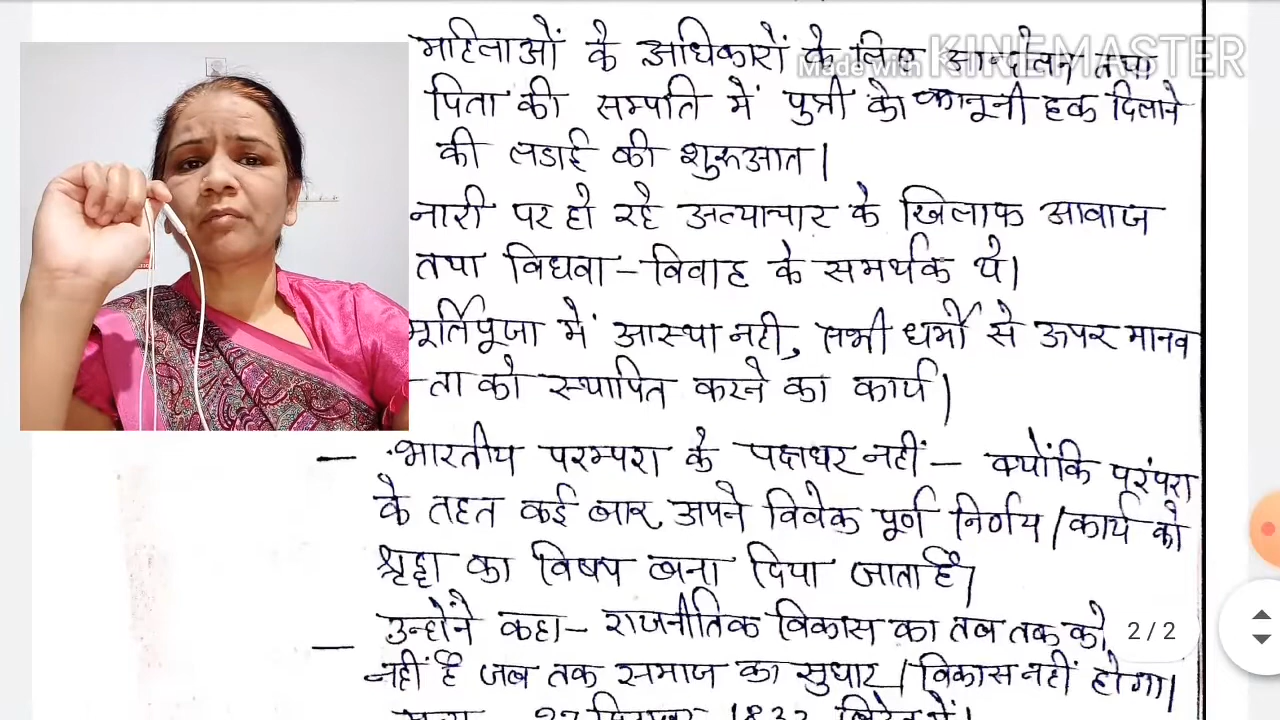 Made with KINEMASTER
महिलाओं के अधिकारों के लिए आन्दोलन तथा
पिता की सम्पति में पुत्री को कानूनी हक दिलाने
की लडाई की शुरुआत।
नारी पर हो रहे अत्याचार के खिलाफ आवाज
तथा विधवा-विवाह के समर्थक थे।
मूर्तिपूजा में आस्था नही, सभी धर्मों से ऊपर मानव
-ता को स्थापित करने का कार्य।
— भारतीय परम्परा के पक्षधर नहीं - क्योंकि परंपरा
के तहत कई बार अपने विवेक पूर्ण निर्णय/कार्य को
श्रृद्धा का विषय बना दिया जाता है।
— उन्होंने कहा- राजनीतिक विकास का तब तक को
नहीं है जब तक समाज का सुधार/विकास नहीं होगा।
2/2